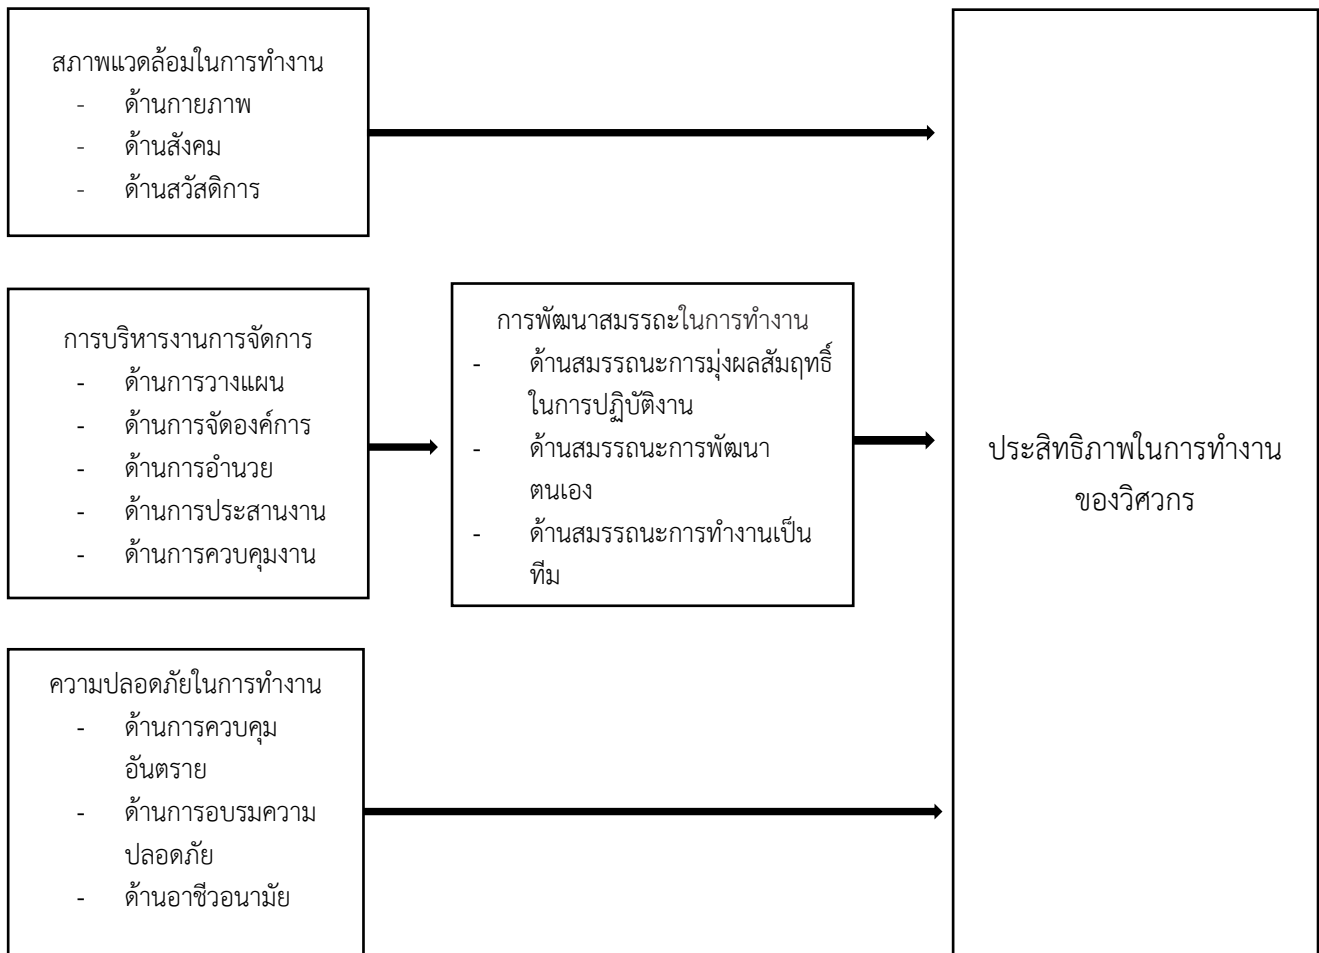 สภาพแวดล้อมในการทำงาน
- ด้านกายภาพ
- ด้านสังคม
- ด้านสวัสดิการ
การบริหารงานการจัดการ
- ด้านการวางแผน
- ด้านการจัดองค์การ
- ด้านการอำนวย
- ด้านการประสานงาน
- ด้านการควบคุมงาน
การพัฒนาสมรรถะในการทำงาน
- ด้านสมรรถนะการมุ่งผลสัมฤทธิ์
ในการปฏิบัติงาน
- ด้านสมรรถนะการพัฒนา
ตนเอง
- ด้านสมรรถนะการทำงานเป็น
ทีม
ความปลอดภัยในการทำงาน
- ด้านการควบคุม
อันตราย
- ด้านการอบรมความ
ปลอดภัย
- ด้านอาชีวอนามัย
ประสิทธิภาพในการทำงาน
ของวิศวกร